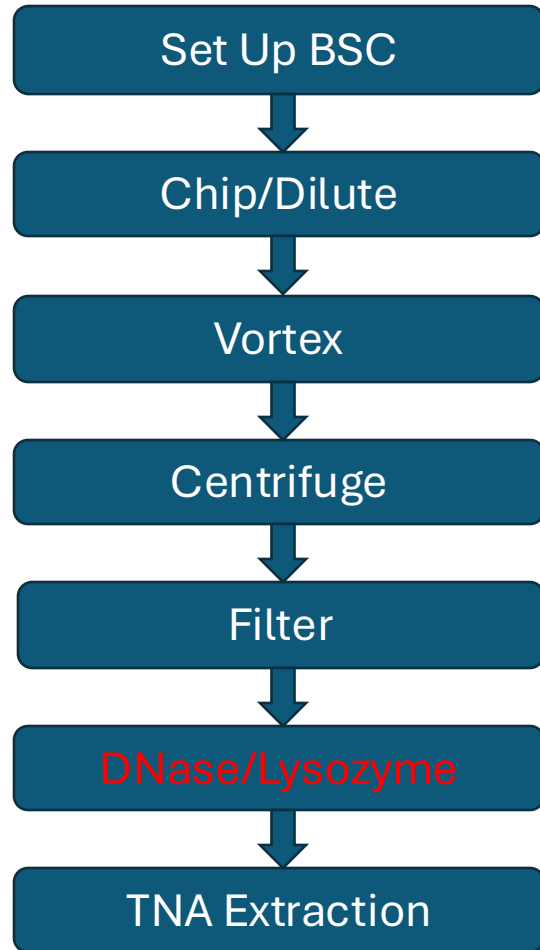 Set Up BSC
Chip/Dilute
Vortex
Centrifuge
Filter
DNase/Lysozyme
TNA Extraction